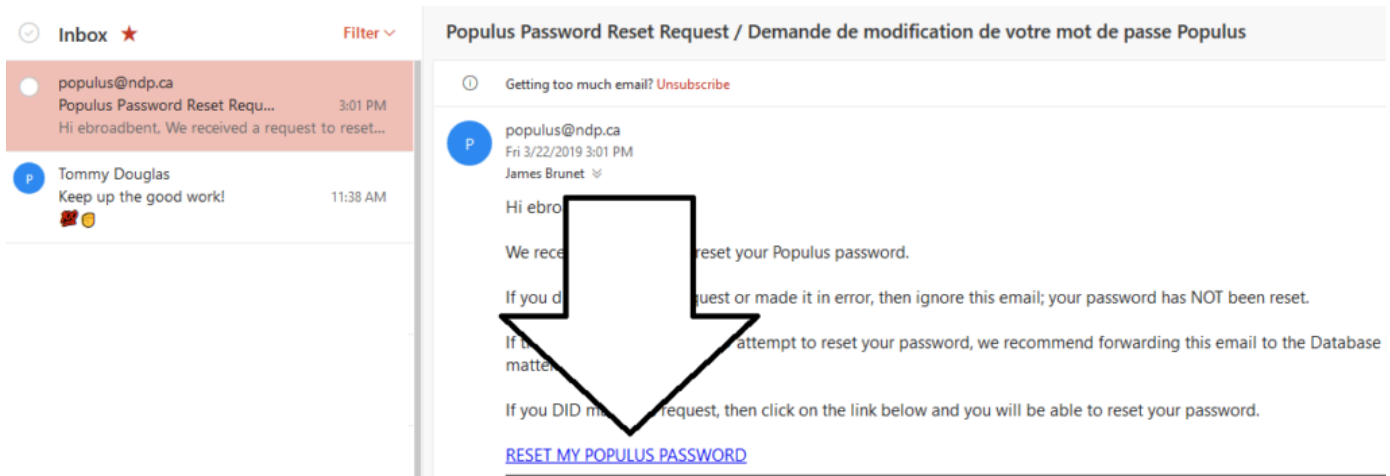 Inbox ★
Filter
populus@ndp.ca
Populus Password Reset Requ...
3:01 PM
Hi ebroadbent, We received a request to reset...
P
Tommy Douglas
Keep up the good work!
11:38 AM
Populus Password Reset Request / Demande de modification de votre mot de passe Populus
Getting too much email? Unsubscribe
P
populus@ndp.ca
Fri 3/22/2019 3:01 PM
James Brunet
Hi ebro
We rece reset your Populus password.
If you d quest or made it in error, then ignore this email; your password has NOT been reset.
If attempt to reset your password, we recommend forwarding this email to the Database
matte
If you DID request, then click on the link below and you will be able to reset your password.
RESET MY POPULUS PASSWORD